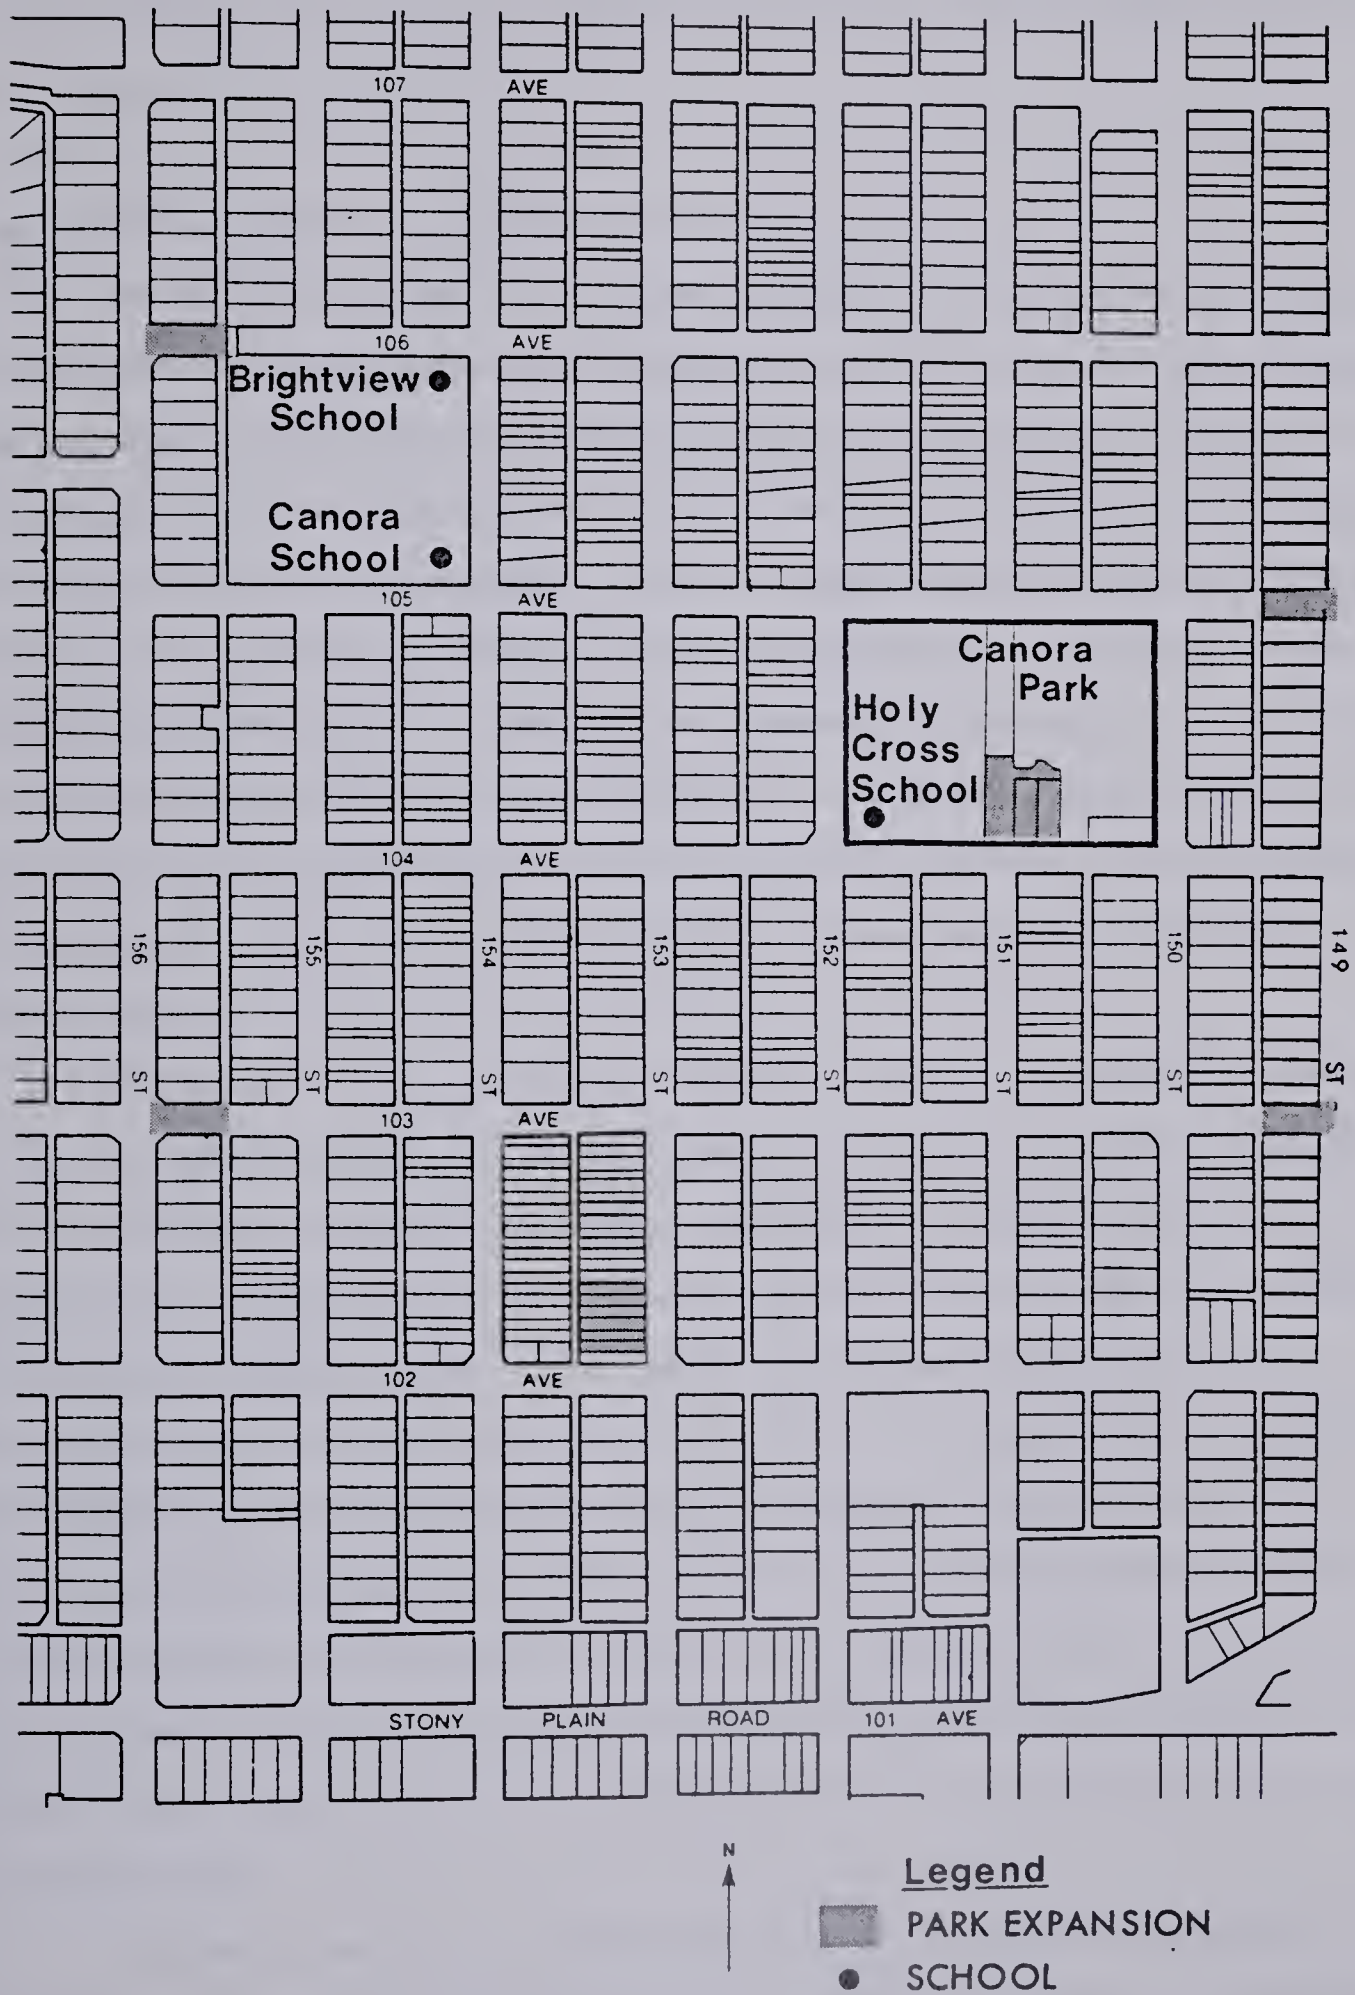 107 AVE
106 AVE
Brightview
School
Canora
School
105 AVE
Canora
Park
Holy
Cross
School
104 AVE
156 ST
155 ST
154 ST
153 ST
152 ST
151 ST
150 ST
149 ST
103 AVE
102 AVE
STONY PLAIN ROAD 101 AVE
N
Legend
PARK EXPANSION
SCHOOL